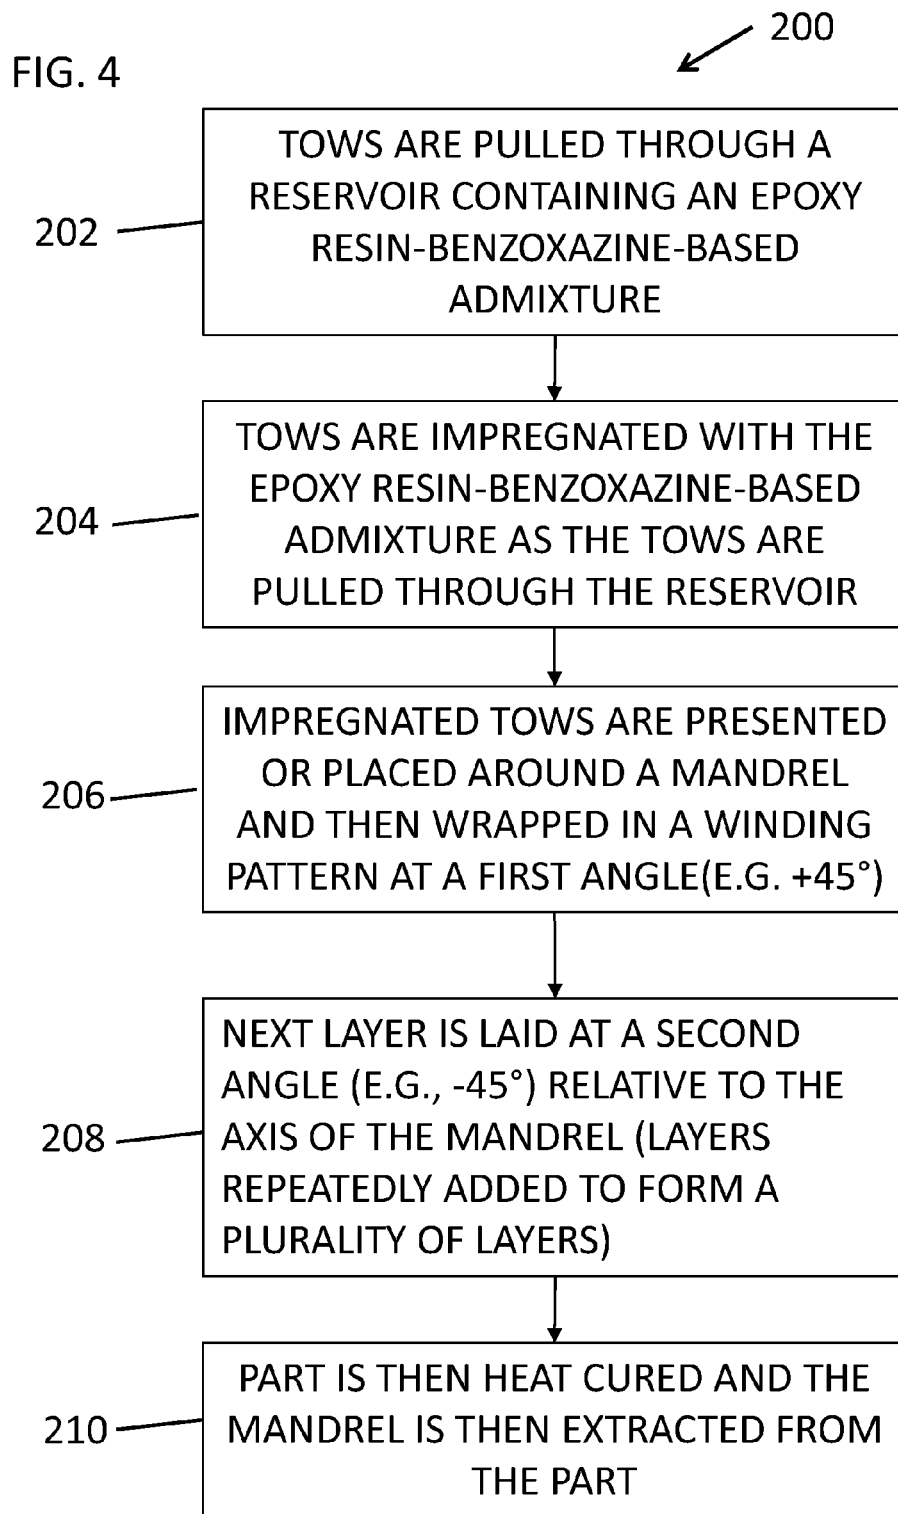 200
FIG. 4
TOWS ARE PULLED THROUGH A
RESERVOIR CONTAINING AN EPOXY
RESIN-BENZOXAZINE-BASED
ADMIXTURE
202
TOWS ARE IMPREGNATED WITH THE
EPOXY RESIN-BENZOXAZINE-BASED
ADMIXTURE AS THE TOWS ARE
PULLED THROUGH THE RESERVOIR
204
IMPREGNATED TOWS ARE PRESENTED
OR PLACED AROUND A MANDREL
AND THEN WRAPPED IN A WINDING
PATTERN AT A FIRST ANGLE(E.G. +45°)
206
NEXT LAYER IS LAID AT A SECOND
ANGLE (E.G., -45°) RELATIVE TO THE
AXIS OF THE MANDREL (LAYERS
REPEATEDLY ADDED TO FORM A
PLURALITY OF LAYERS)
208
PART IS THEN HEAT CURED AND THE
MANDREL IS THEN EXTRACTED FROM
THE PART
210